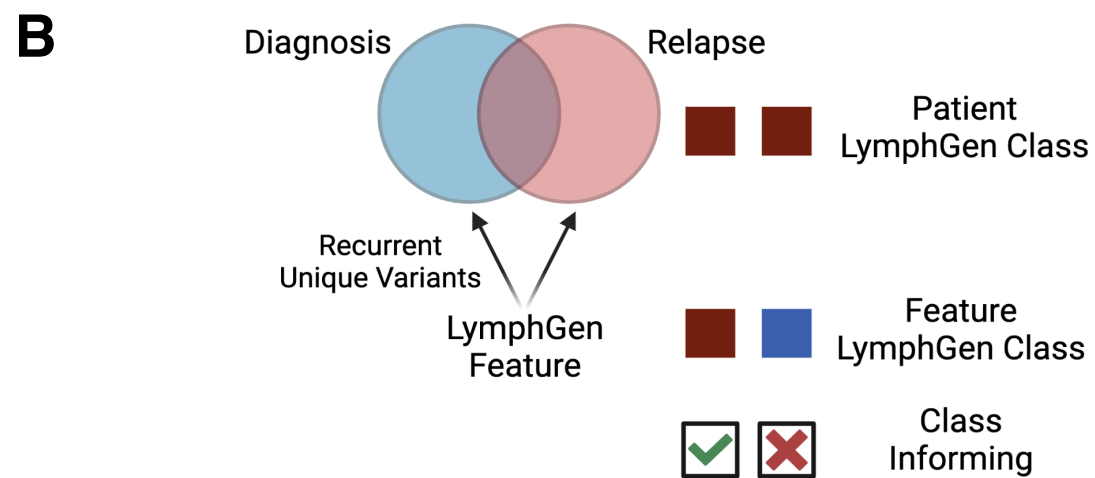 B
Diagnosis
Relapse
Patient
LymphGen Class
Recurrent
Unique Variants
LymphGen
Feature
Feature
LymphGen Class
Class
Informing